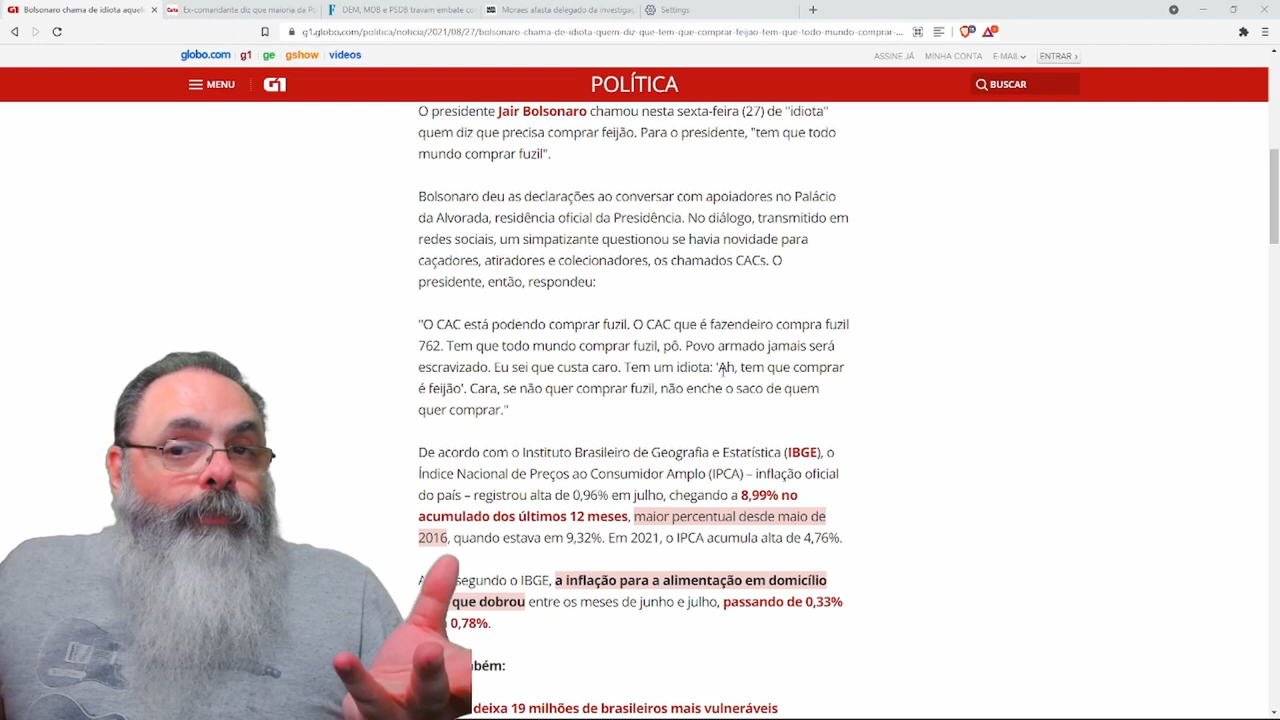 Bolsonaro chama de idiota aquele
Ex-comandante diz que maioria da Po
DEM, MDB e PSDB travam embate co
Moraes afasta delegado da investigaç
Settings
g1.globo.com/politica/noticia/2021/08/27/bolsonaro-chama-de-idiota-quem-diz-que-tem-que-comprar-feijao-tem-que-todo-mundo-comprar-...
globo.com g1 ge gshow videos
ASSINE JÁ MINHA CONTA E-MAIL ENTRAR ›
MENU G1 POLÍTICA BUSCAR
O presidente Jair Bolsonaro chamou nesta sexta-feira (27) de "idiota"
quem diz que precisa comprar feijão. Para o presidente, "tem que todo
mundo comprar fuzil".
Bolsonaro deu as declarações ao conversar com apoiadores no Palácio
da Alvorada, residência oficial da Presidência. No diálogo, transmitido em
redes sociais, um simpatizante questionou se havia novidade para
caçadores, atiradores e colecionadores, os chamados CACs. O
presidente, então, respondeu:
"O CAC está podendo comprar fuzil. O CAC que é fazendeiro compra fuzil
762. Tem que todo mundo comprar fuzil, pô. Povo armado jamais será
escravizado. Eu sei que custa caro. Tem um idiota: 'Ah, tem que comprar
é feijão'. Cara, se não quer comprar fuzil, não enche o saco de quem
quer comprar."
De acordo com o Instituto Brasileiro de Geografia e Estatística (IBGE), o
Índice Nacional de Preços ao Consumidor Amplo (IPCA) – inflação oficial
do país – registrou alta de 0,96% em julho, chegando a 8,99% no
acumulado dos últimos 12 meses, maior percentual desde maio de
2016, quando estava em 9,32%. Em 2021, o IPCA acumula alta de 4,76%.
segundo o IBGE, a inflação para a alimentação em domicílio
que dobrou entre os meses de junho e julho, passando de 0,33%
0,78%.
mbém:
deixa 19 milhões de brasileiros mais vulneráveis